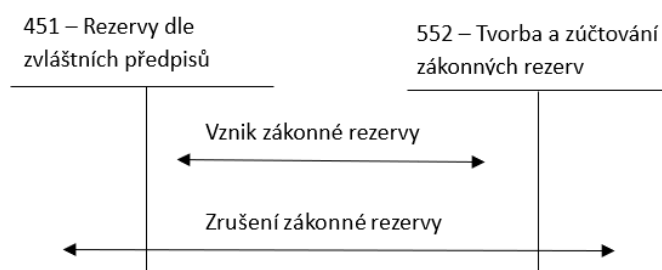 451 – Rezervy dle
zvláštních předpisů
552 – Tvorba a zúčtování
zákonných rezerv
Vznik zákonné rezervy
Zrušení zákonné rezervy